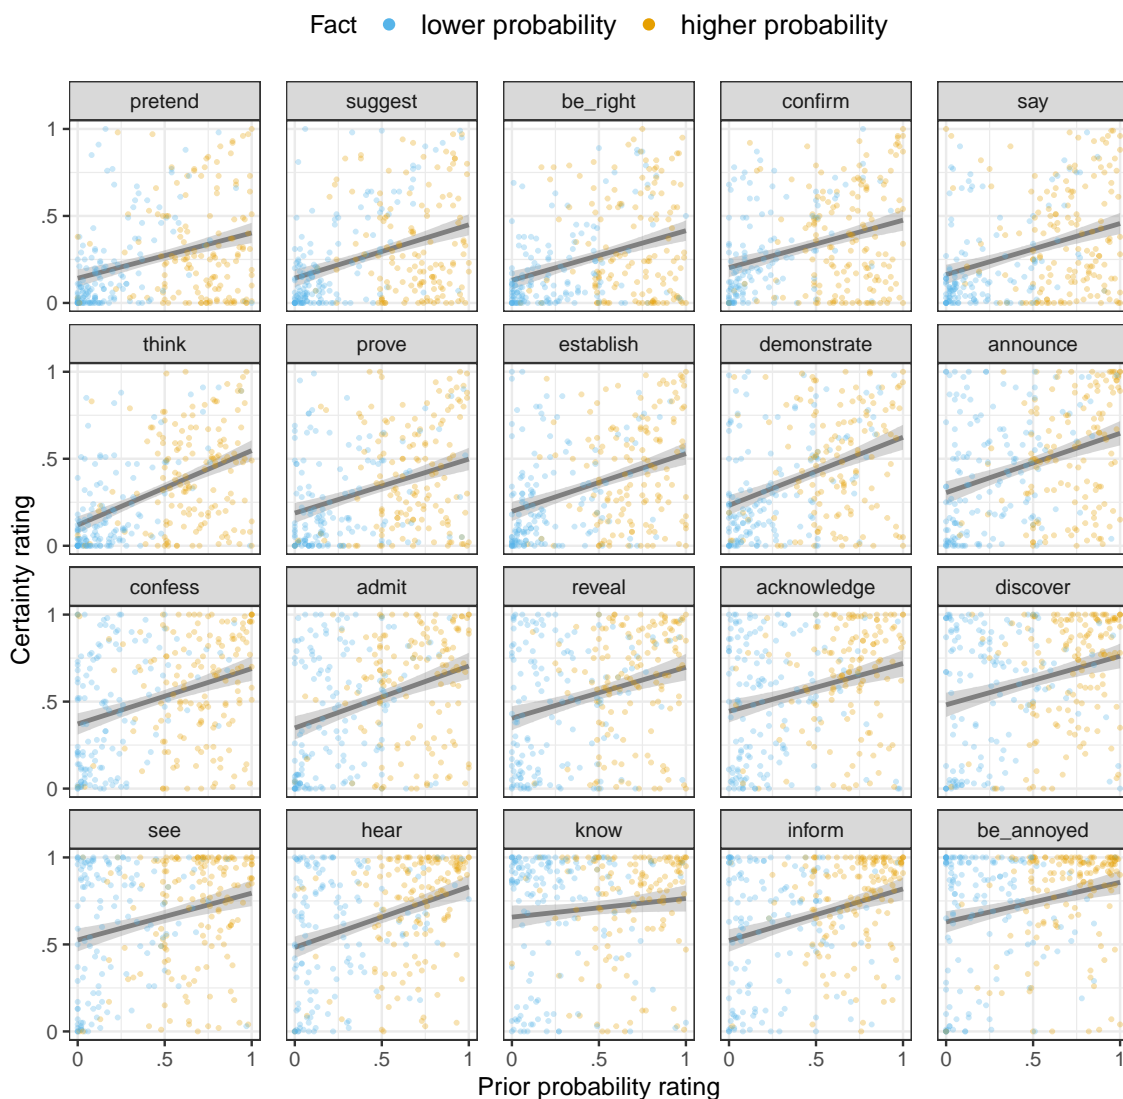 Fact lower probability higher probability
pretend suggest be_right confirm say
1
.5
0
think prove establish demonstrate announce
1
.5
0
confess admit reveal acknowledge discover
1
.5
0
see hear know inform be_annoyed
1
.5
0
0 .5 1 0 .5 1 0 .5 1 0 .5 1 0 .5 1
Prior probability rating
Certainty rating